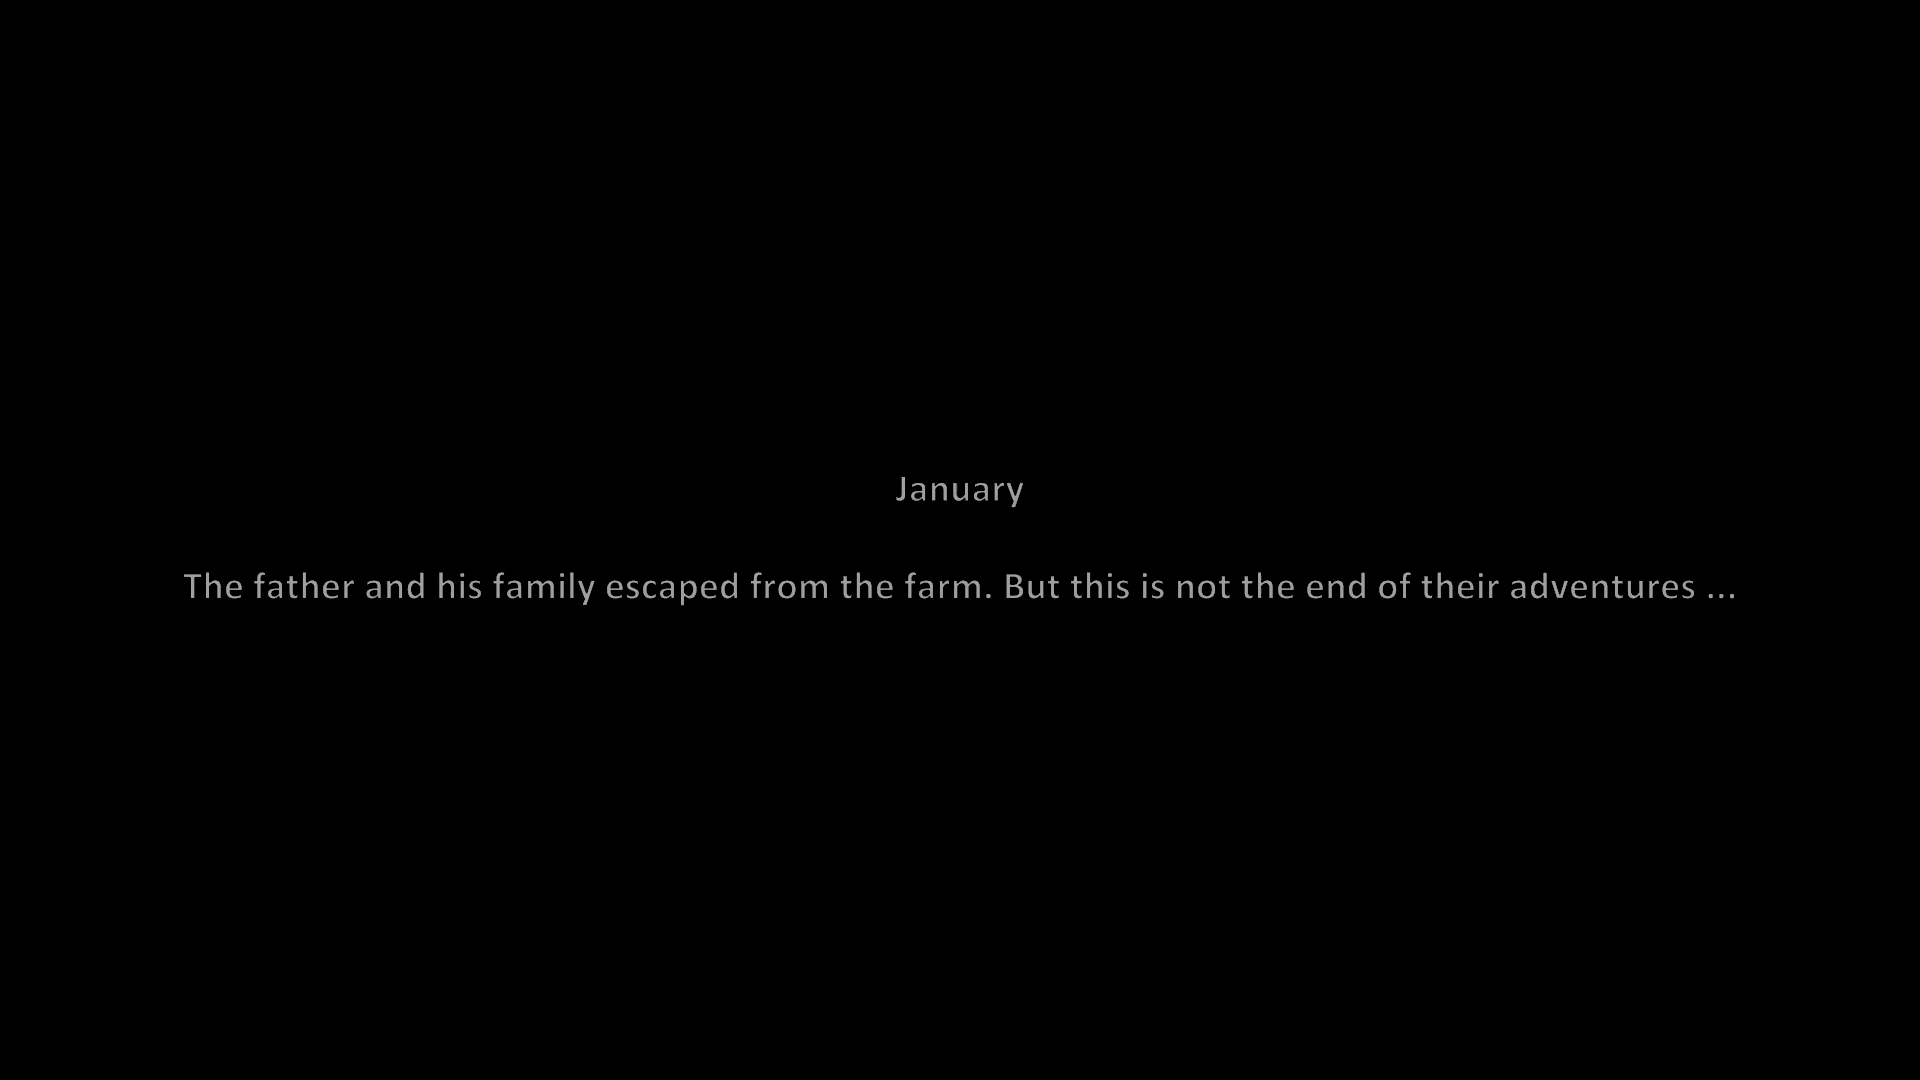 January
The father and his family escaped from the farm. But this is not the end of their adventures ...